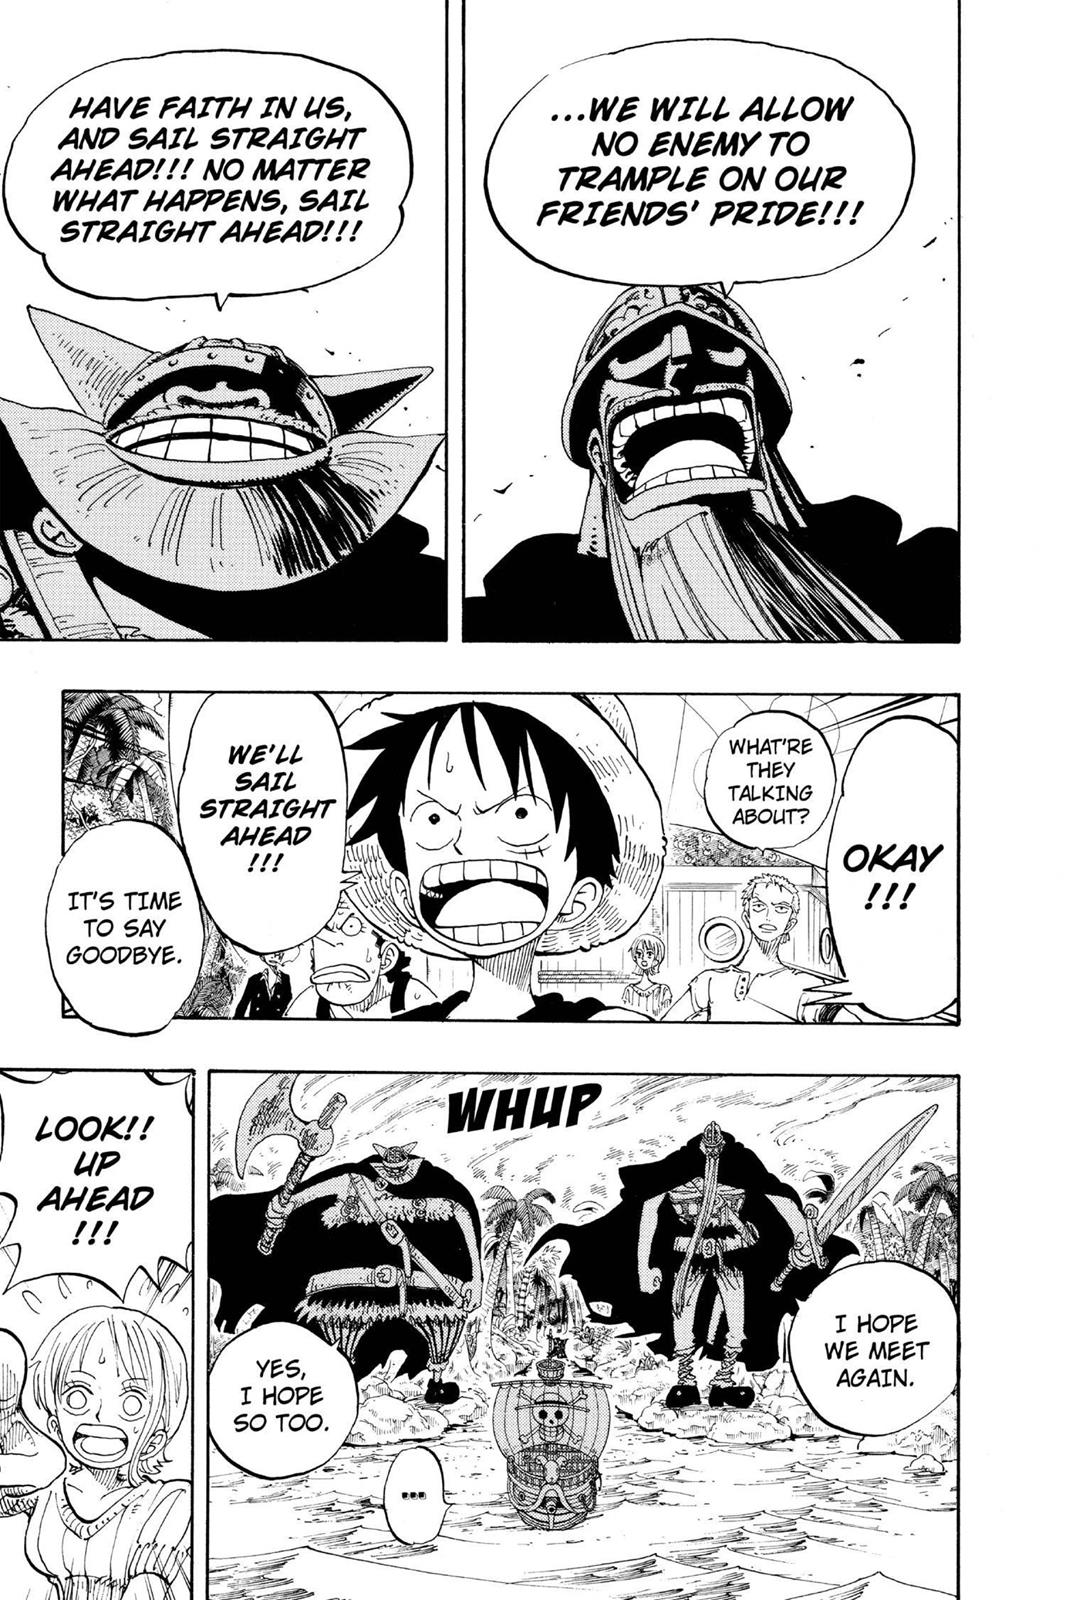 ...WE WILL ALLOW
NO ENEMY TO
TRAMPLE ON OUR
FRIENDS' PRIDE!!!
HAVE FAITH IN US,
AND SAIL STRAIGHT
AHEAD!!! NO MATTER
WHAT HAPPENS, SAIL
STRAIGHT AHEAD!!!
OKAY
!!!
WHAT'RE
THEY
TALKING
ABOUT?
WE'LL
SAIL
STRAIGHT
AHEAD
!!!
IT'S TIME
TO SAY
GOODBYE.
WHUP
I HOPE
WE MEET
AGAIN.
YES,
I HOPE
SO TOO.
...
LOOK!!
UP
AHEAD
!!!